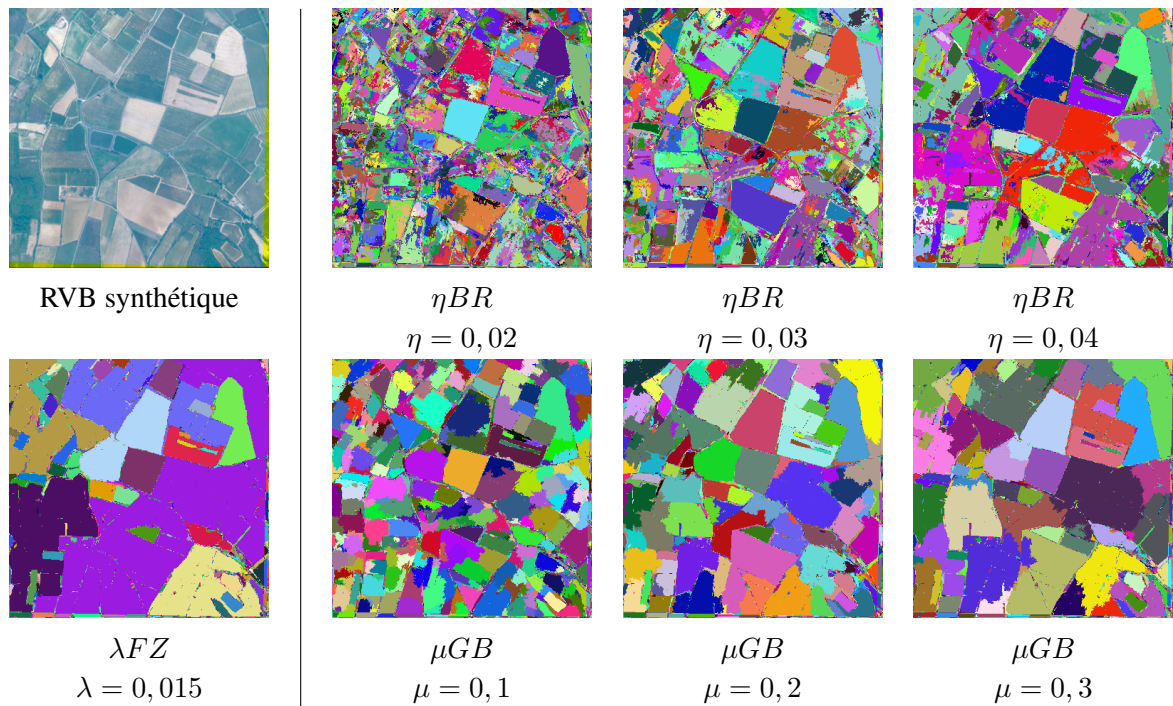 RVB synthétique
ηBR
η = 0, 02
ηBR
η = 0, 03
ηBR
η = 0, 04
λFZ
λ = 0, 015
μGB
μ = 0, 1
μGB
μ = 0, 2
μGB
μ = 0, 3